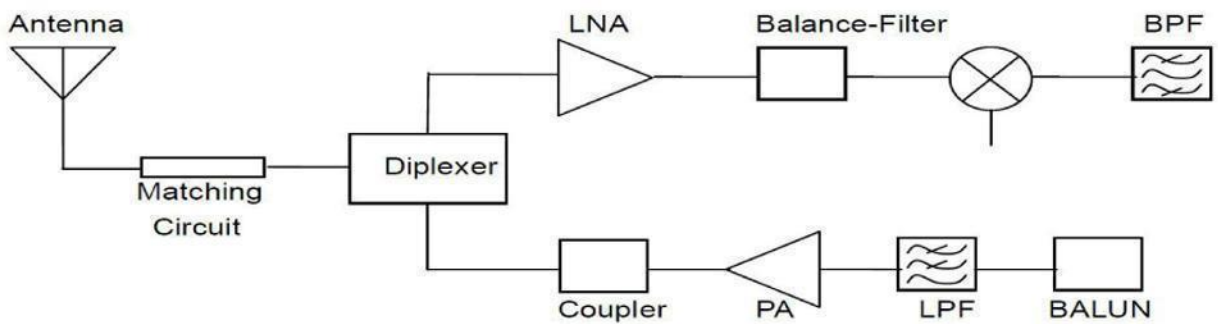 Antenna
LNA
Balance-Filter
BPF
Diplexer
Matching
Circuit
Coupler
PA
LPF
BALUN